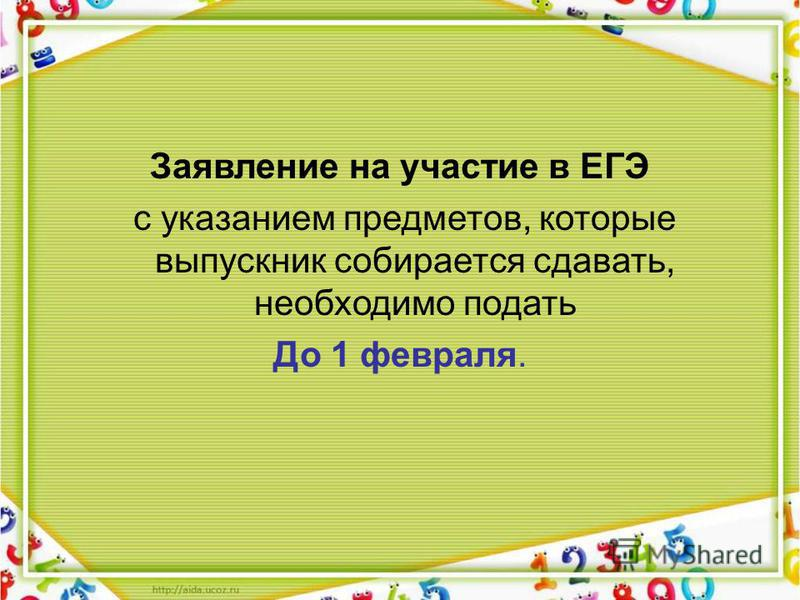 Заявление на участие в ЕГЭ
с указанием предметов, которые
выпускник собирается сдавать,
необходимо подать
До 1 февраля.
MyShared
http://aida.ucoz.ru